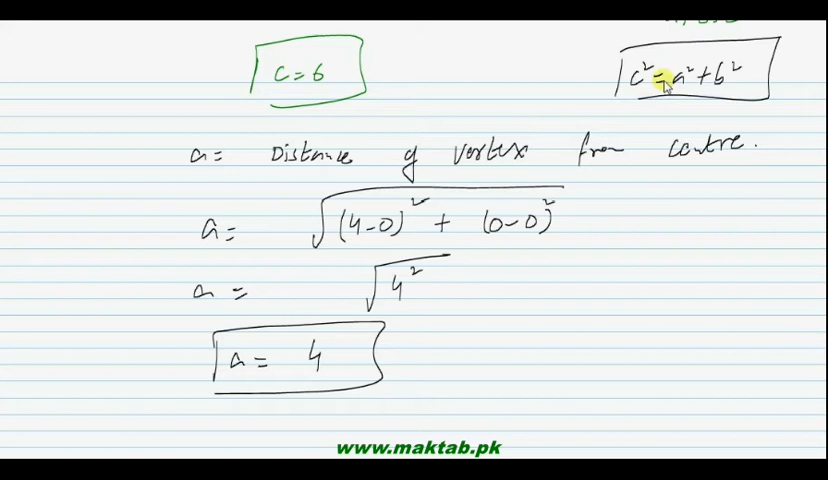 c = 6
c² = a² + b²
a = Distance of vertex from centre.
a = √(4-0)² + (0-0)²
a = √4²
a = 4
www.maktab.pk